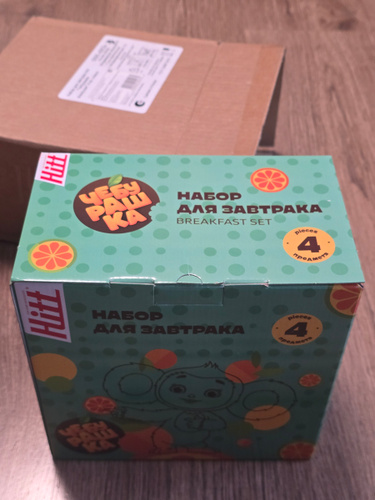 Hitt
ЧЕБУ
РАШ
КА
НАБОР
ДЛЯ ЗАВТРАКА
BREAKFAST SET
pieces
4
предмета
Hitt
НАБОР
ДЛЯ ЗАВТРАКА
pieces
4
предмета
ЧЕБУ
РАШ
КА